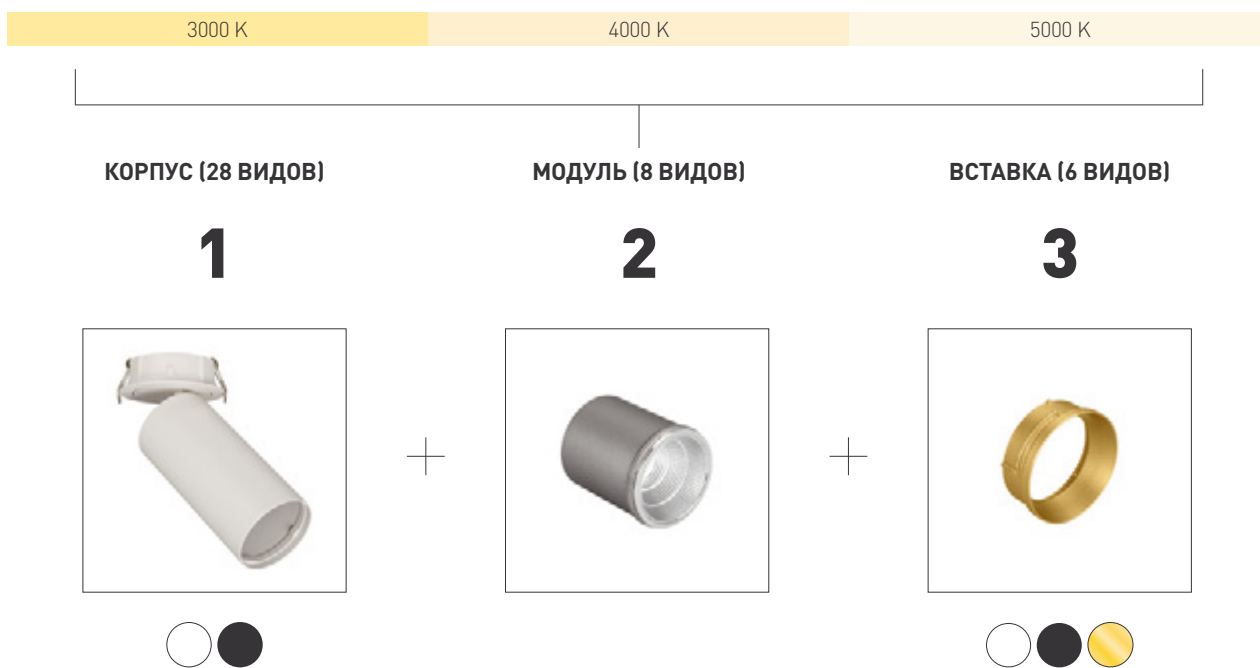 3000 K 4000 K 5000 K
КОРПУС (28 ВИДОВ) МОДУЛЬ (8 ВИДОВ) ВСТАВКА (6 ВИДОВ)
1 2 3